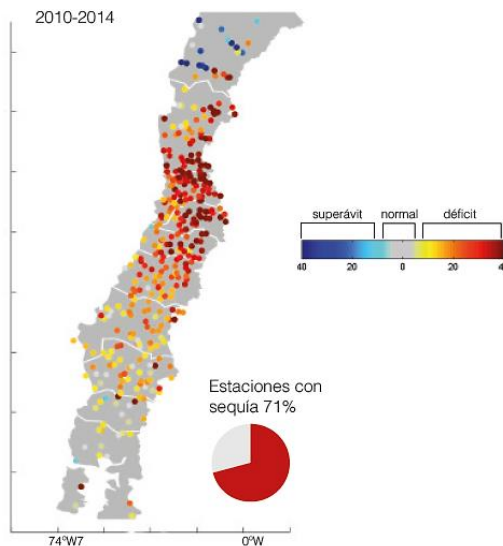 2010-2014
superávit normal déficit
40 20 0 20 4
Estaciones con
sequía 71%
74°W7 0°W